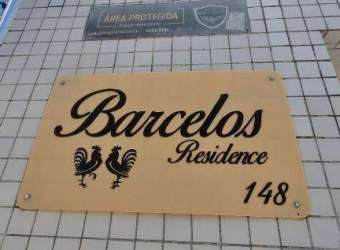 ÁREA PROTEGIDA
Barcelos
Residence
148